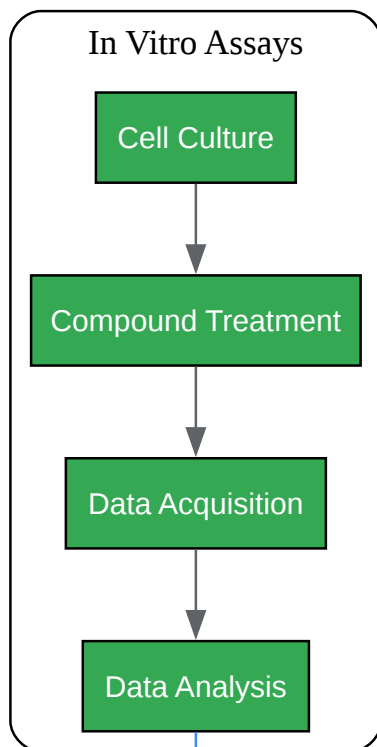 In Vitro Assays
Cell Culture
Compound Treatment
Data Acquisition
Data Analysis